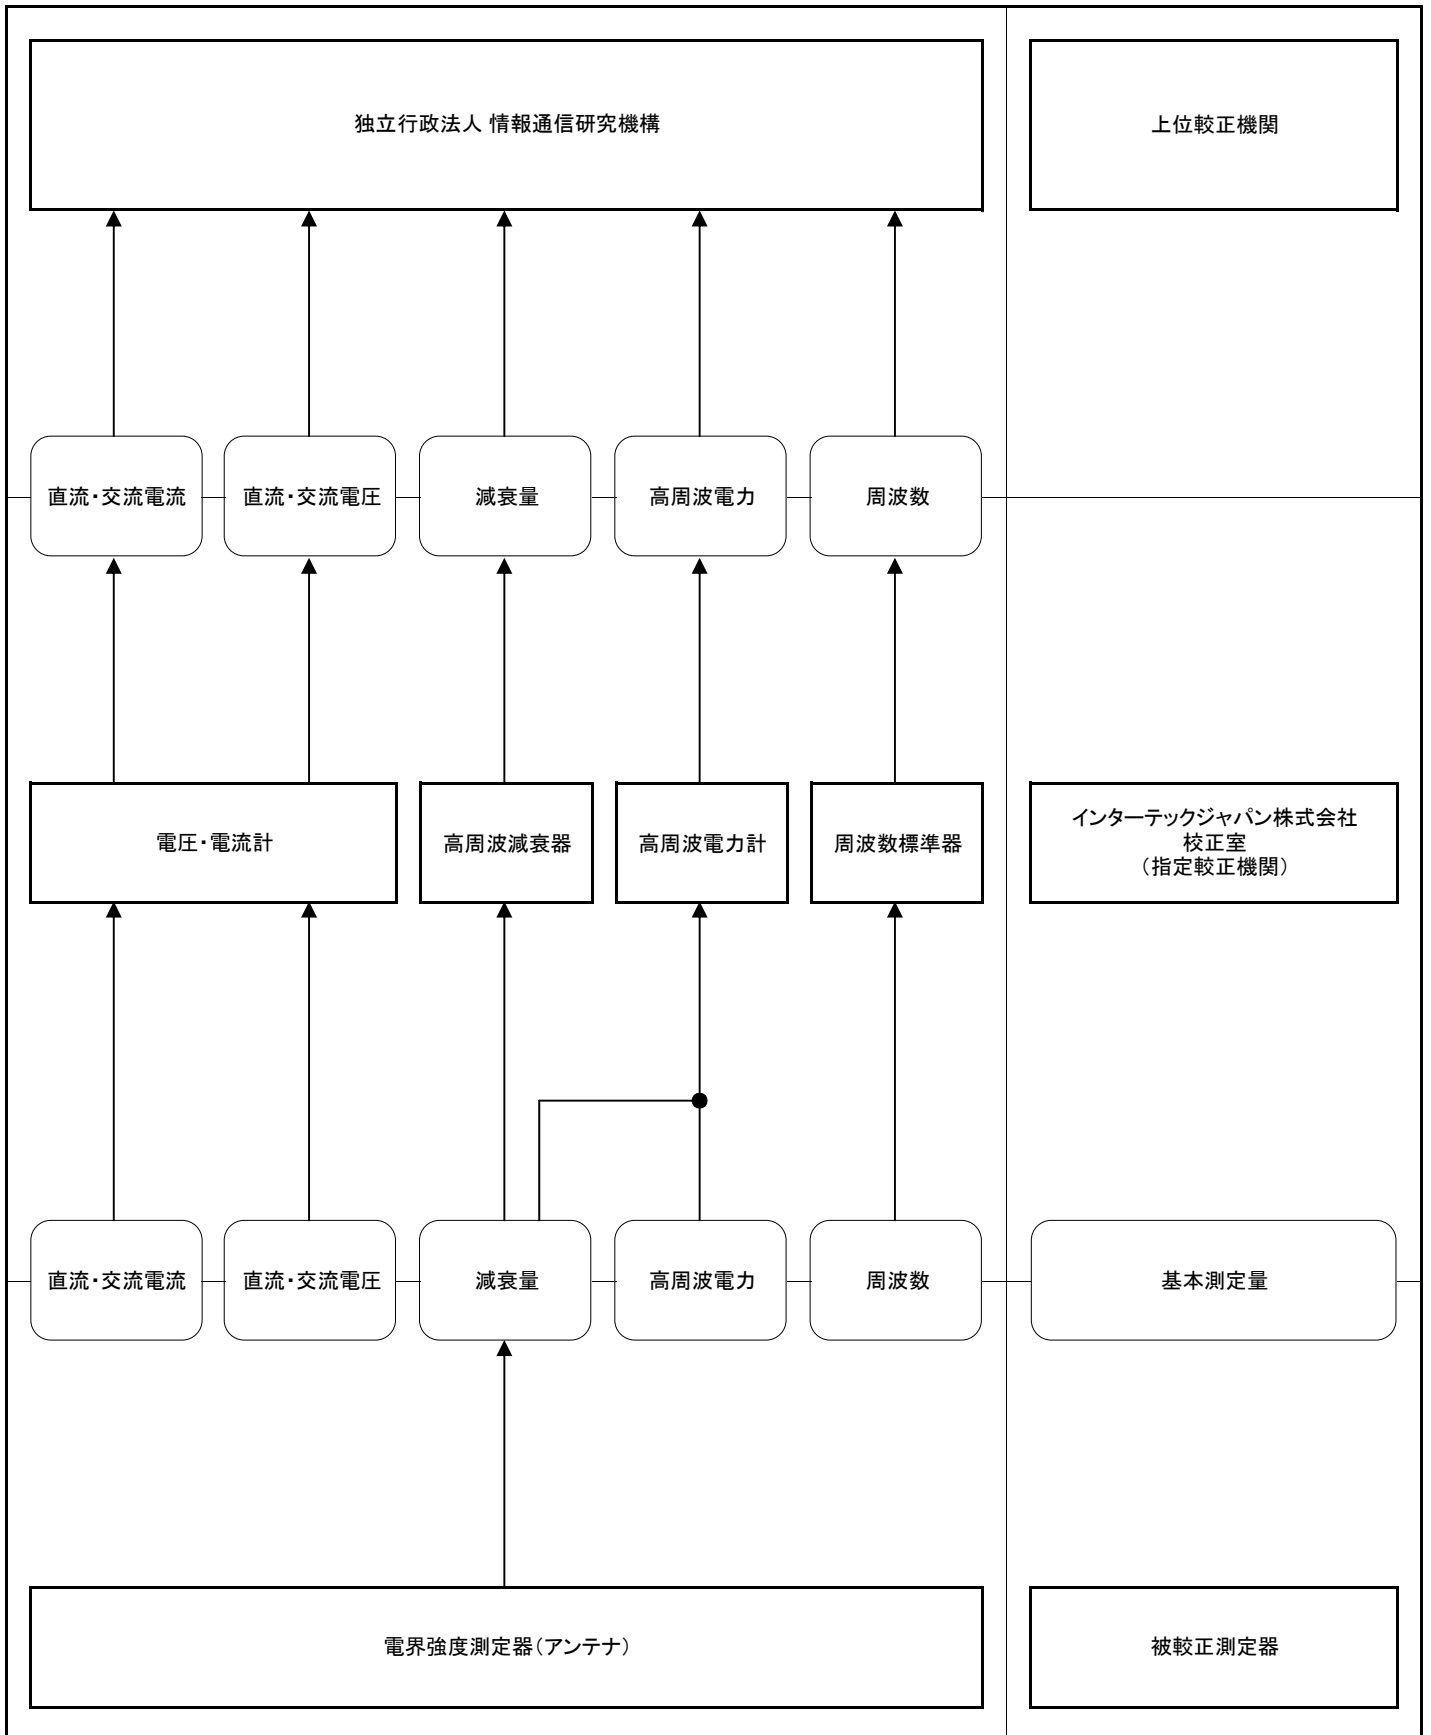 独立行政法人 情報通信研究機構
上位較正機関
直流・交流電流
直流・交流電圧
減衰量
高周波電力
周波数
電圧・電流計
高周波減衰器
高周波電力計
周波数標準器
インターテックジャパン株式会社
校正室
（指定較正機関）
直流・交流電流
直流・交流電圧
減衰量
高周波電力
周波数
基本測定量
電界強度測定器（アンテナ）
被較正測定器